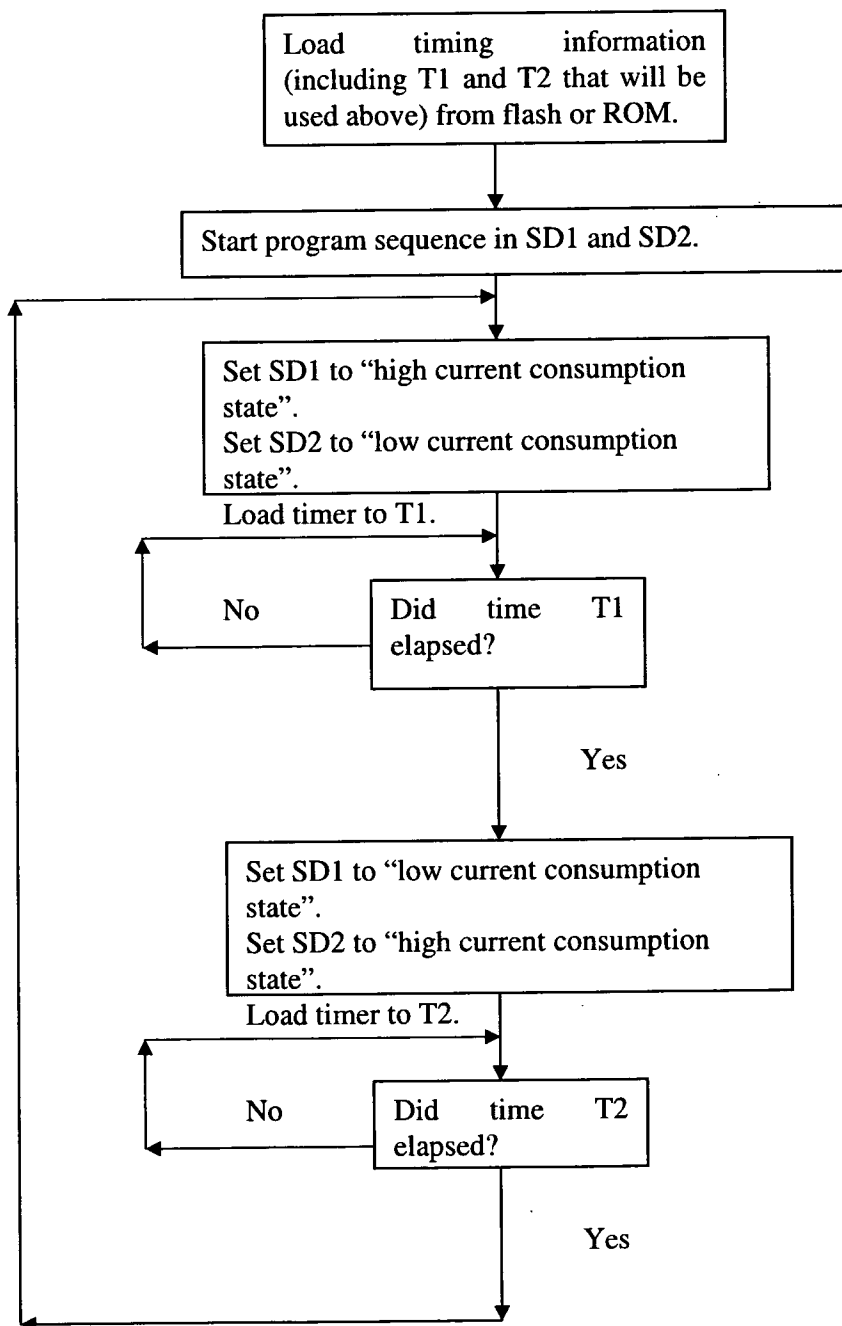 Load timing information
(including T1 and T2 that will be
used above) from flash or ROM.
Start program sequence in SD1 and SD2.
Set SD1 to “high current consumption
state”.
Set SD2 to “low current consumption
state”.
Load timer to T1.
No
Did time T1
elapsed?
Yes
Set SD1 to “low current consumption
state”.
Set SD2 to “high current consumption
state”.
Load timer to T2.
No
Did time T2
elapsed?
Yes